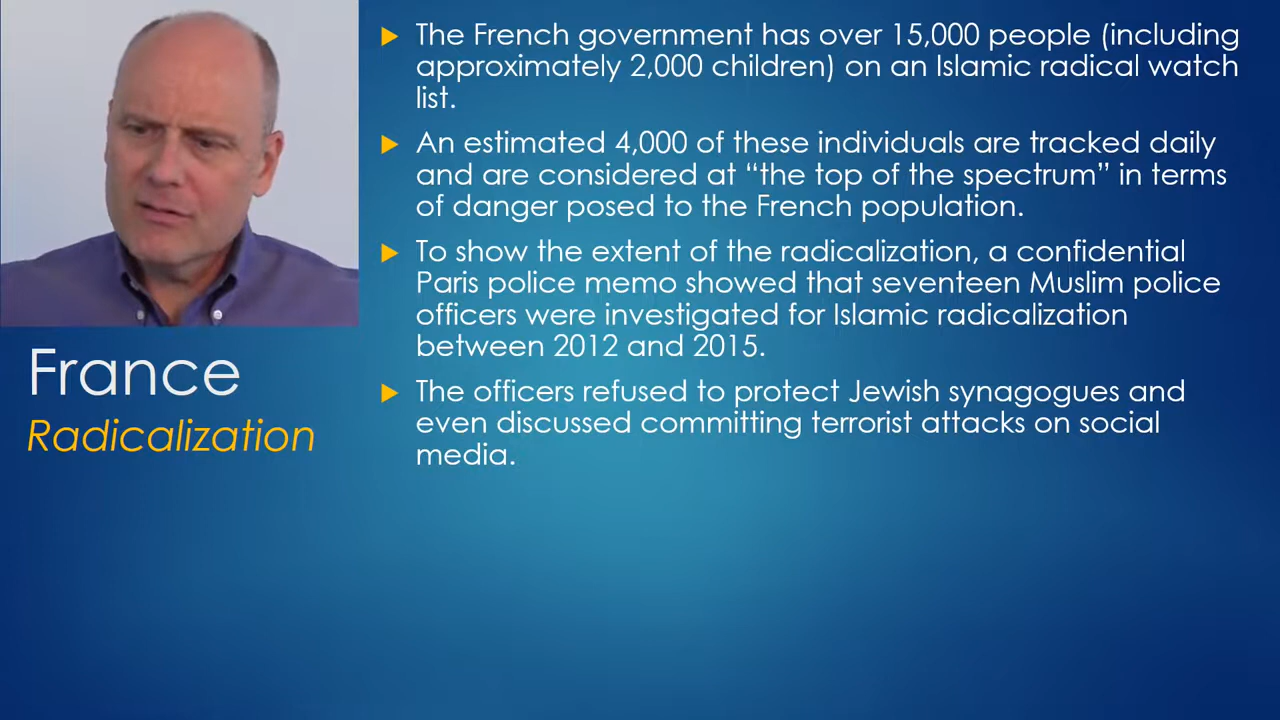 The French government has over 15,000 people (including
approximately 2,000 children) on an Islamic radical watch
list.
An estimated 4,000 of these individuals are tracked daily
and are considered at “the top of the spectrum” in terms
of danger posed to the French population.
To show the extent of the radicalization, a confidential
Paris police memo showed that seventeen Muslim police
officers were investigated for Islamic radicalization
between 2012 and 2015.
The officers refused to protect Jewish synagogues and
even discussed committing terrorist attacks on social
media.
France
Radicalization